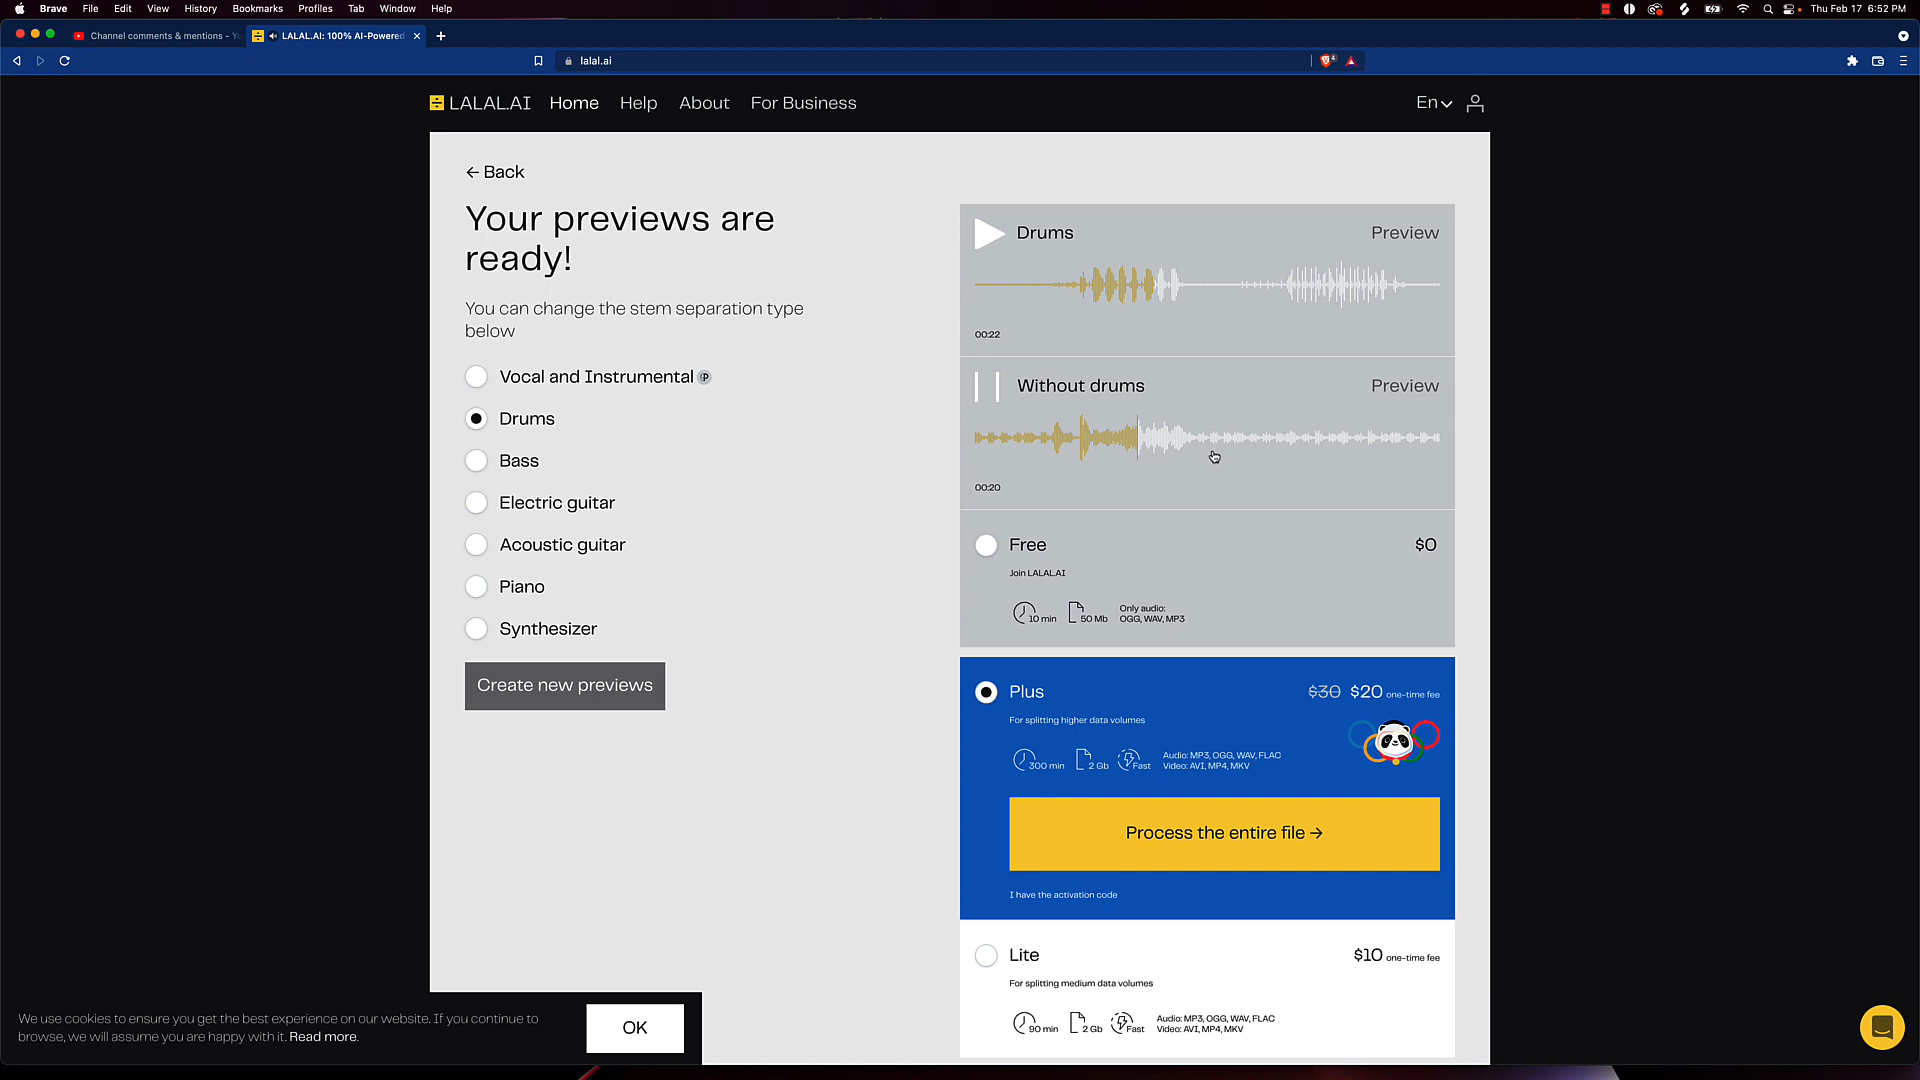 Brave File Edit View History Bookmarks Profiles Tab Window Help
Thu Feb 17 6:52 PM
Channel comments & mentions - Y
LALAL.AI: 100% AI-Powered
lalal.ai
4
LALAL.AI Home Help About For Business
En
← Back
Your previews are
ready!
You can change the stem separation type
below
Vocal and Instrumental P
Drums
Bass
Electric guitar
Acoustic guitar
Piano
Synthesizer
Create new previews
Drums Preview
00:22
Without drums Preview
00:20
Free $0
Join LALAL.AI
10 min 50 Mb Only audio:
OGG, WAV, MP3
Plus $30 $20 one-time fee
For splitting higher data volumes
300 min 2 Gb Fast Audio: MP3, OGG, WAV, FLAC
Video: AVI, MP4, MKV
Process the entire file →
I have the activation code
Lite $10 one-time fee
For splitting medium data volumes
90 min 2 Gb Fast Audio: MP3, OGG, WAV, FLAC
Video: AVI, MP4, MKV
We use cookies to ensure you get the best experience on our website. If you continue to
browse, we will assume you are happy with it. Read more.
OK